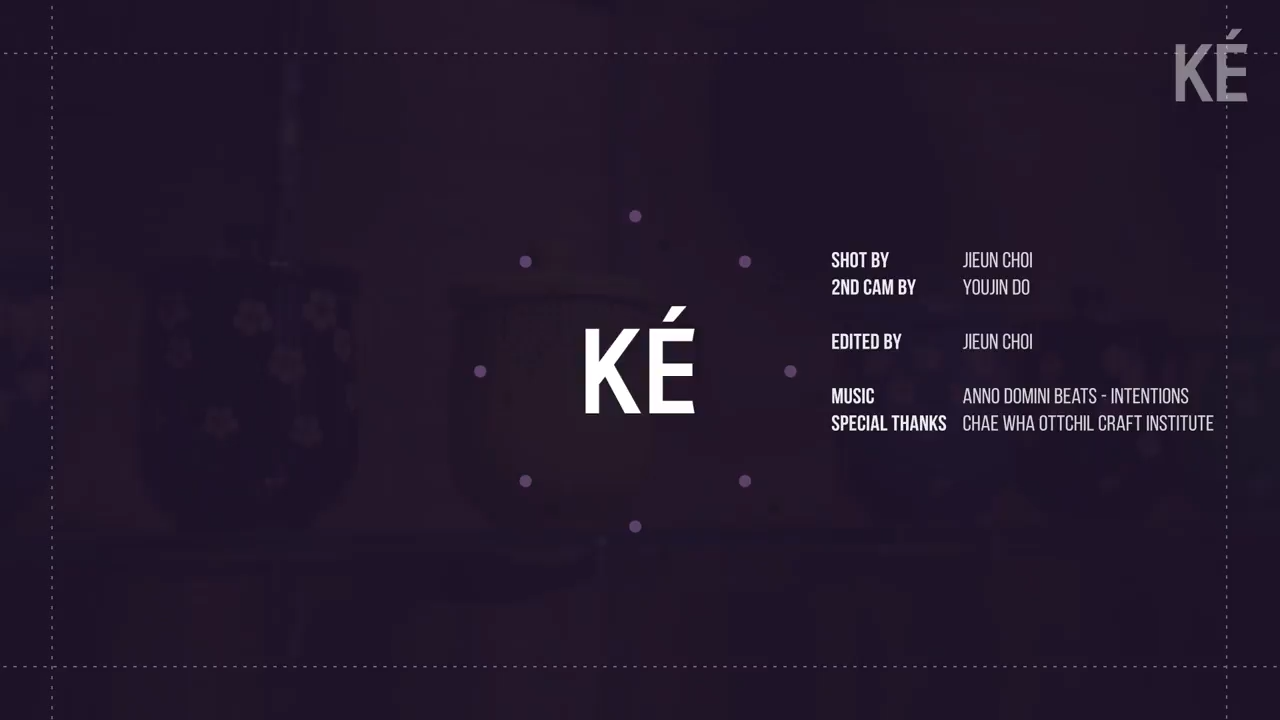 KÉ
KÉ
SHOT BY JIEUN CHOI
2ND CAM BY YOUJIN DO
EDITED BY JIEUN CHOI
MUSIC ANNO DOMINI BEATS - INTENTIONS
SPECIAL THANKS CHAE WHA OTTCHIL CRAFT INSTITUTE